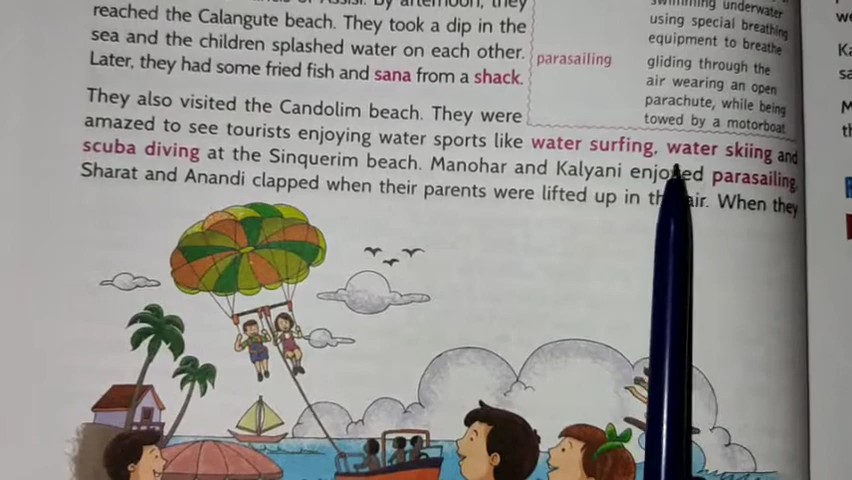 reached the Calangute beach. They took a dip in the
sea and the children splashed water on each other.
Later, they had some fried fish and sana from a shack.
They also visited the Candolim beach. They were
amazed to see tourists enjoying water sports like water surfing, water skiing and
scuba diving at the Sinquerim beach. Manohar and Kalyani enjoyed parasailing.
Sharat and Anandi clapped when their parents were lifted up in the air. When they
parasailing
swimming underwater
using special breathing
equipment to breathe
gliding through the
air wearing an open
parachute, while being
towed by a motorboat